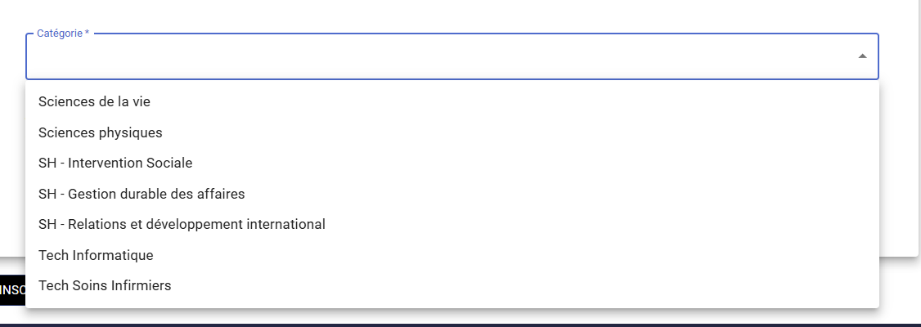 Catégorie *
Sciences de la vie
Sciences physiques
SH - Intervention Sociale
SH - Gestion durable des affaires
SH - Relations et développement international
Tech Informatique
Tech Soins Infirmiers